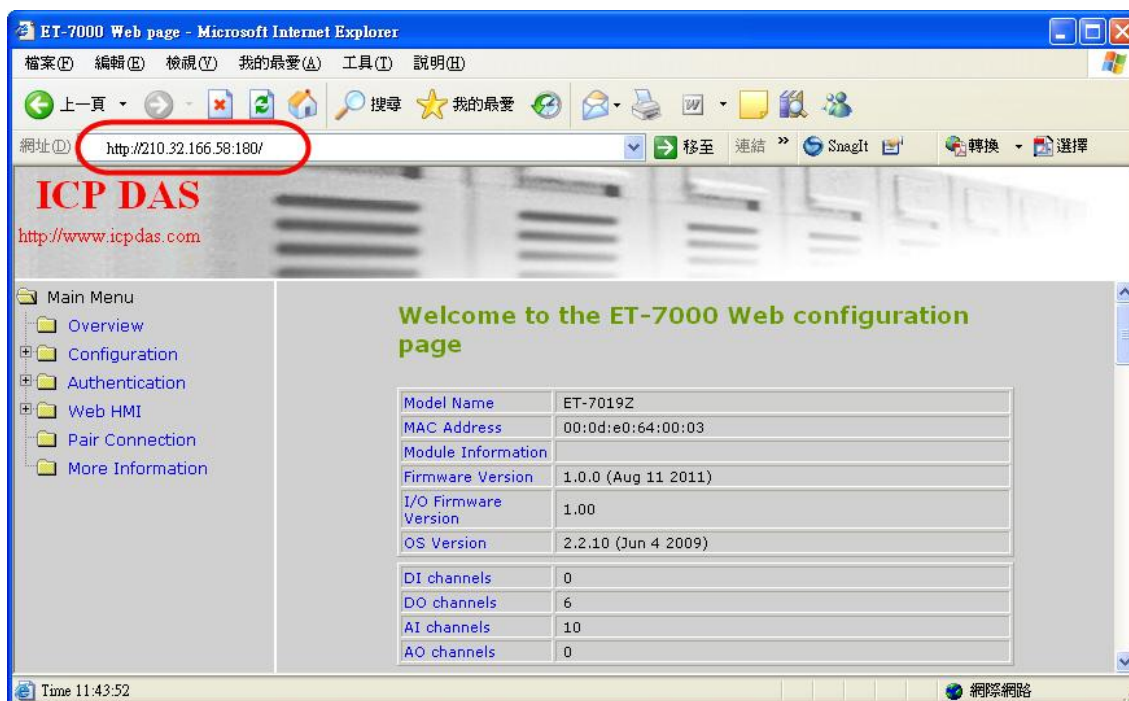 ET-7000 Web page - Microsoft Internet Explorer
檔案(F) 編輯(E) 檢視(V) 我的最愛(A) 工具(T) 說明(H)
上一頁 搜尋 我的最愛
網址(D) http://210.32.166.58:180/ 移至 連結 » SnagIt 轉換 選擇
ICP DAS
http://www.icpdas.com
Main Menu
Overview
Configuration
Authentication
Web HMI
Pair Connection
More Information
Welcome to the ET-7000 Web configuration
page
Model Name ET-7019Z
MAC Address 00:0d:e0:64:00:03
Module Information
Firmware Version 1.0.0 (Aug 11 2011)
I/O Firmware
Version 1.00
OS Version 2.2.10 (Jun 4 2009)
DI channels 0
DO channels 6
AI channels 10
AO channels 0
Time 11:43:52 網際網路